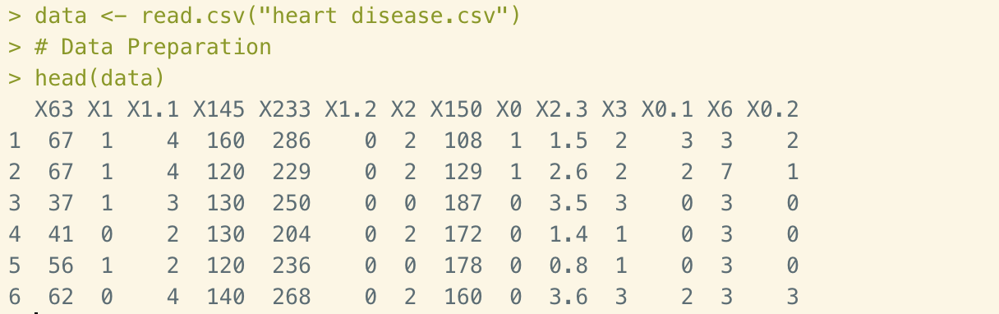 > data <- read.csv("heart disease.csv")
> # Data Preparation
> head(data)
  X63 X1 X1.1 X145 X233 X1.2 X2 X150 X0 X2.3 X3 X0.1 X6 X0.2
1  67  1    4  160  286    0  2  108  1  1.5  2    3  3    2
2  67  1    4  120  229    0  2  129  1  2.6  2    2  7    1
3  37  1    3  130  250    0  0  187  0  3.5  3    0  3    0
4  41  0    2  130  204    0  2  172  0  1.4  1    0  3    0
5  56  1    2  120  236    0  0  178  0  0.8  1    0  3    0
6  62  0    4  140  268    0  2  160  0  3.6  3    2  3    3